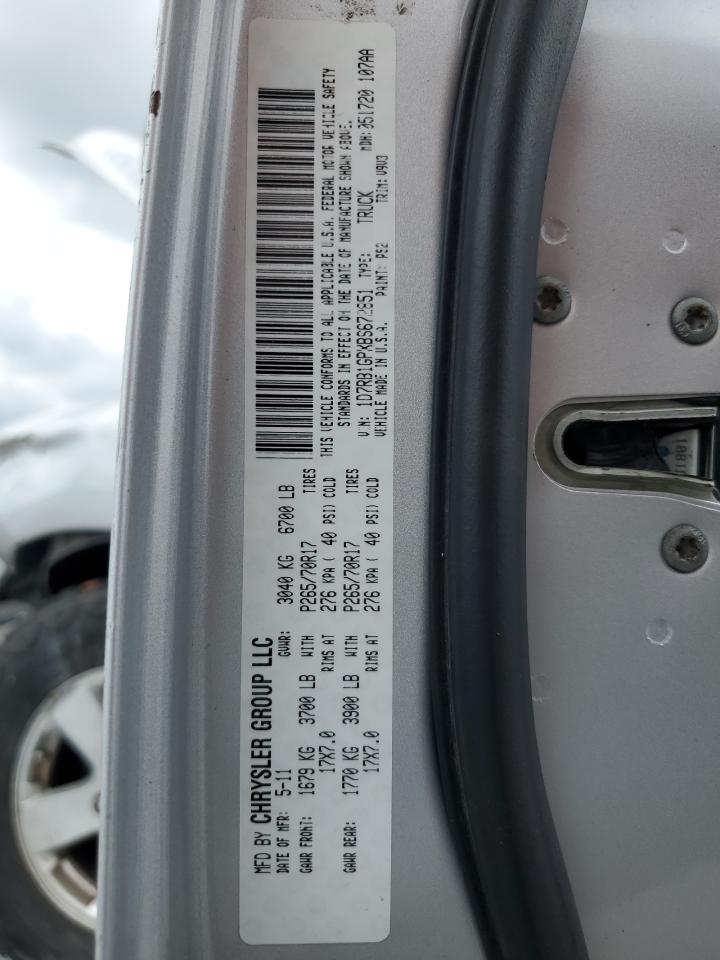 MFD BY CHRYSLER GROUP LLC
DATE OF MFR: 5-11 GVWR: 3040 KG 6700 LB
GAWR FRONT: 1679 KG 3700 LB WITH P265/70R17 TIRES
17X7.0 RIMS AT 276 KPA ( 40 PSI) COLD
GAWR REAR: 1770 KG 3900 LB WITH P265/70R17 TIRES
17X7.0 RIMS AT 276 KPA ( 40 PSI) COLD
THIS VEHICLE CONFORMS TO ALL APPLICABLE U.S.A. FEDERAL MOTOR VEHICLE SAFETY
STANDARDS IN EFFECT ON THE DATE OF MANUFACTURE SHOWN ABOVE.
VIN: 1D7RB1GPXBS672851 TYPE: TRUCK MDH: 051720 107AA
VEHICLE MADE IN U.S.A. PAINT: PS2 TRIM: V9V3